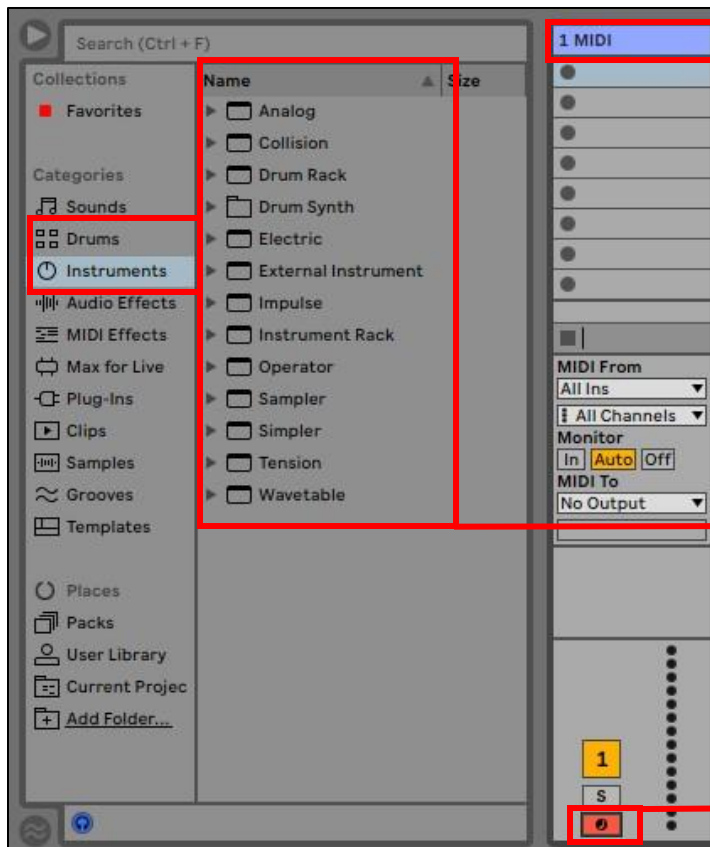 Search (Ctrl + F)
Collections
Favorites
Categories
Sounds
Drums
Instruments
Audio Effects
MIDI Effects
Max for Live
Plug-Ins
Clips
Samples
Grooves
Templates
Places
Packs
User Library
Current Projec
Add Folder...
Name Size
Analog
Collision
Drum Rack
Drum Synth
Electric
External Instrument
Impulse
Instrument Rack
Operator
Sampler
Simpler
Tension
Wavetable
1 MIDI
MIDI From
All Ins
All Channels
Monitor
In Auto Off
MIDI To
No Output
1
S